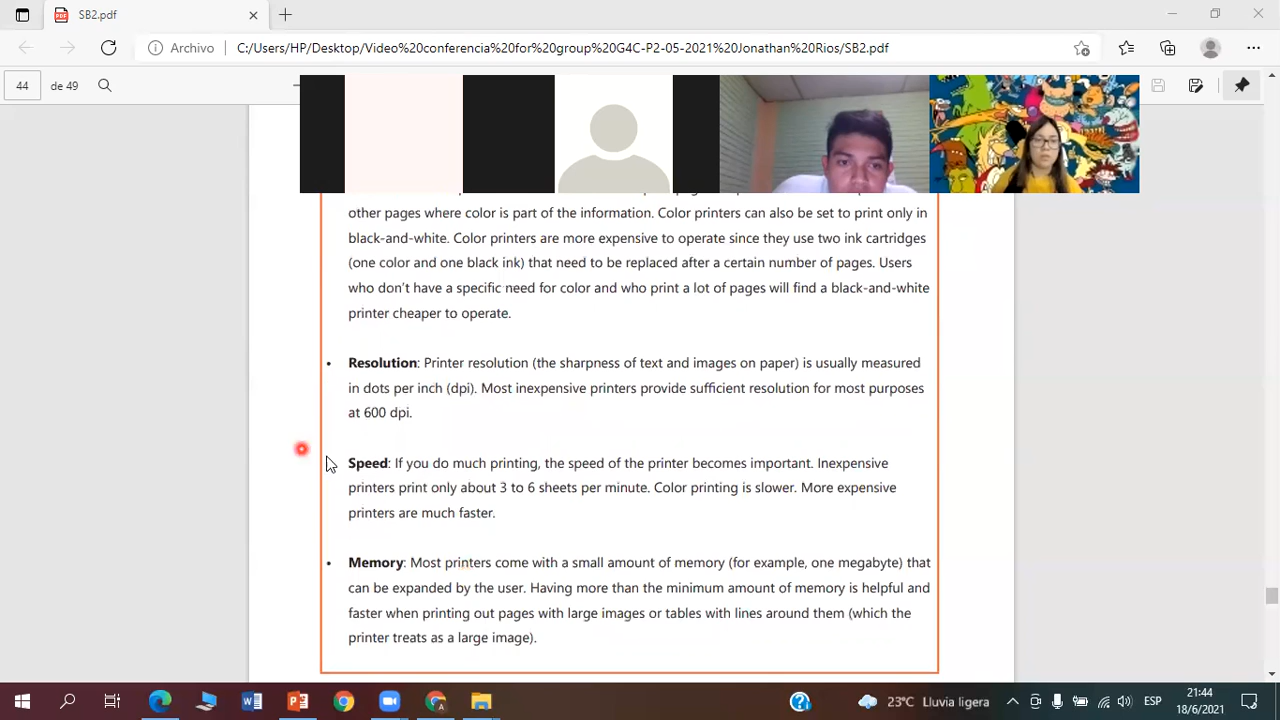 SB2.pdf
Archivo C:/Users/HP/Desktop/Video%20conferencia%20for%20group%20G4C-P2-05-2021%20Jonathan%20Rios/SB2.pdf
44 de 49
other pages where color is part of the information. Color printers can also be set to print only in
black-and-white. Color printers are more expensive to operate since they use two ink cartridges
(one color and one black ink) that need to be replaced after a certain number of pages. Users
who don't have a specific need for color and who print a lot of pages will find a black-and-white
printer cheaper to operate.
• Resolution: Printer resolution (the sharpness of text and images on paper) is usually measured
in dots per inch (dpi). Most inexpensive printers provide sufficient resolution for most purposes
at 600 dpi.
Speed: If you do much printing, the speed of the printer becomes important. Inexpensive
printers print only about 3 to 6 sheets per minute. Color printing is slower. More expensive
printers are much faster.
• Memory: Most printers come with a small amount of memory (for example, one megabyte) that
can be expanded by the user. Having more than the minimum amount of memory is helpful and
faster when printing out pages with large images or tables with lines around them (which the
printer treats as a large image).
23°C Lluvia ligera
ESP
21:44
18/6/2021